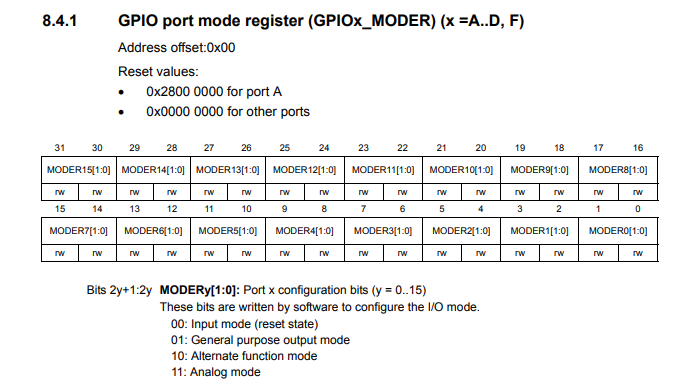 8.4.1 GPIO port mode register (GPIOx_MODER) (x =A..D, F)
Address offset:0x00
Reset values:
• 0x2800 0000 for port A
• 0x0000 0000 for other ports
31 30 29 28 27 26 25 24 23 22 21 20 19 18 17 16
MODER15[1:0] MODER14[1:0] MODER13[1:0] MODER12[1:0] MODER11[1:0] MODER10[1:0] MODER9[1:0] MODER8[1:0]
rw rw rw rw rw rw rw rw rw rw rw rw rw rw rw rw
15 14 13 12 11 10 9 8 7 6 5 4 3 2 1 0
MODER7[1:0] MODER6[1:0] MODER5[1:0] MODER4[1:0] MODER3[1:0] MODER2[1:0] MODER1[1:0] MODER0[1:0]
rw rw rw rw rw rw rw rw rw rw rw rw rw rw rw rw
Bits 2y+1:2y MODERy[1:0]: Port x configuration bits (y = 0..15)
These bits are written by software to configure the I/O mode.
00: Input mode (reset state)
01: General purpose output mode
10: Alternate function mode
11: Analog mode